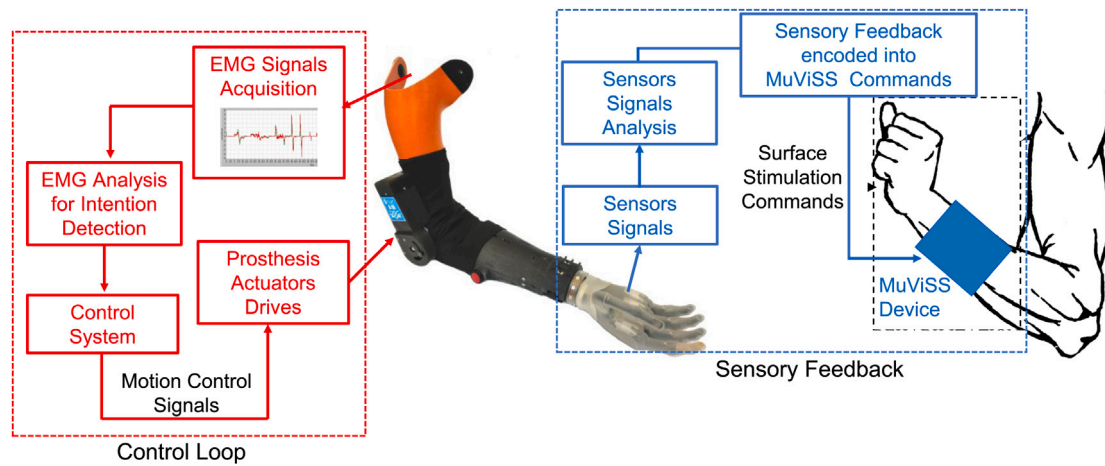 EMG Signals
Acquisition
EMG Analysis
for Intention
Detection
Control
System
Prosthesis
Actuators
Drives
Motion Control
Signals
Control Loop
Sensors
Signals
Analysis
Sensors
Signals
Sensory Feedback
encoded into
MuViSS Commands
Surface
Stimulation
Commands
MuViSS
Device
Sensory Feedback